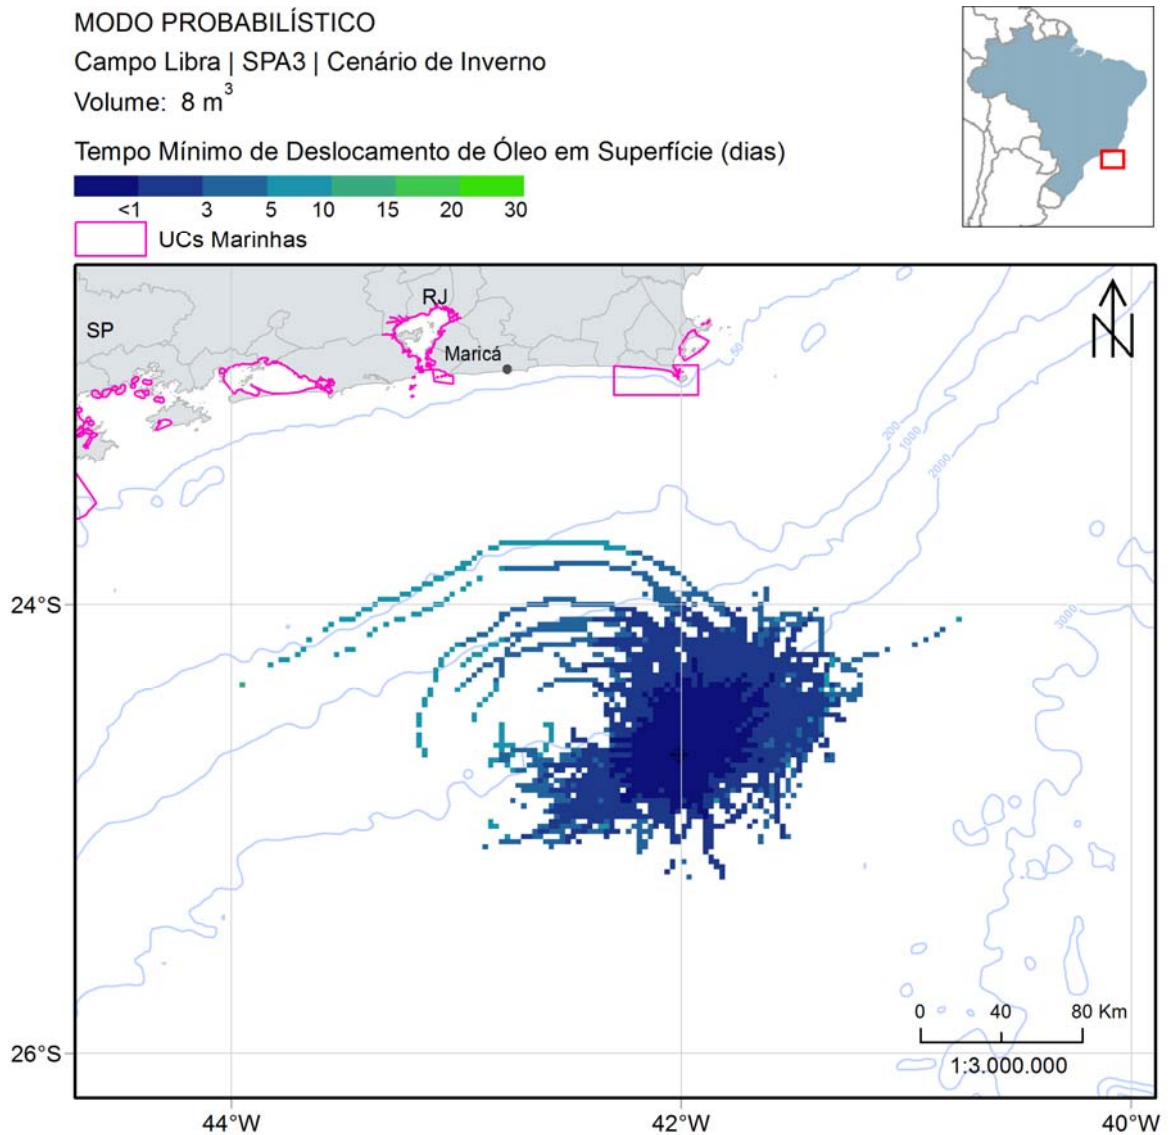 MODO PROBABILÍSTICO
Campo Libra | SPA3 | Cenário de Inverno
Volume: 8 m³
Tempo Mínimo de Deslocamento de Óleo em Superfície (dias)
<1 3 5 10 15 20 30
UCs Marinhas
RJ
SP
Maricá
50
200
1000
2000
24°S
3000
N
0 40 80 Km
1:3.000.000
26°S
44°W 42°W 40°W